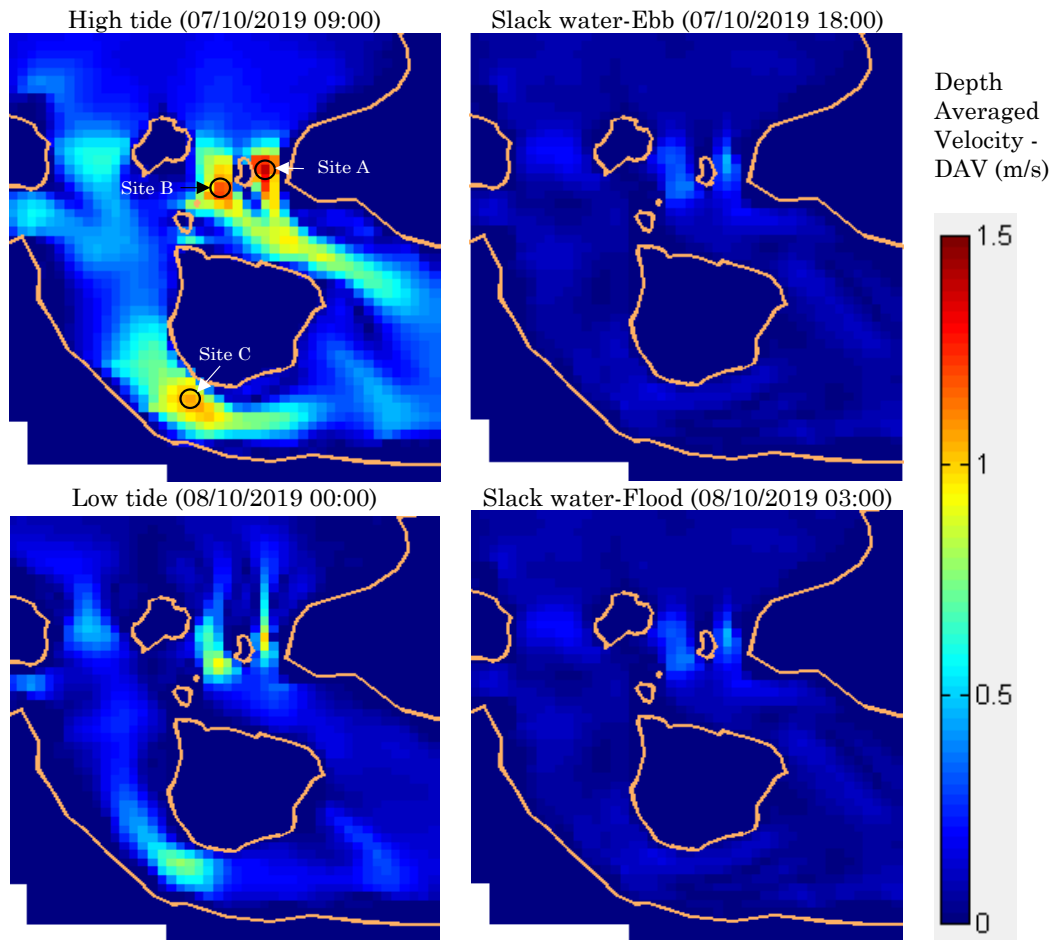 High tide (07/10/2019 09:00)
Slack water-Ebb (07/10/2019 18:00)
Site A
Site B
Site C
Depth
Averaged
Velocity -
DAV (m/s)
1.5
1
0.5
0
Low tide (08/10/2019 00:00)
Slack water-Flood (08/10/2019 03:00)